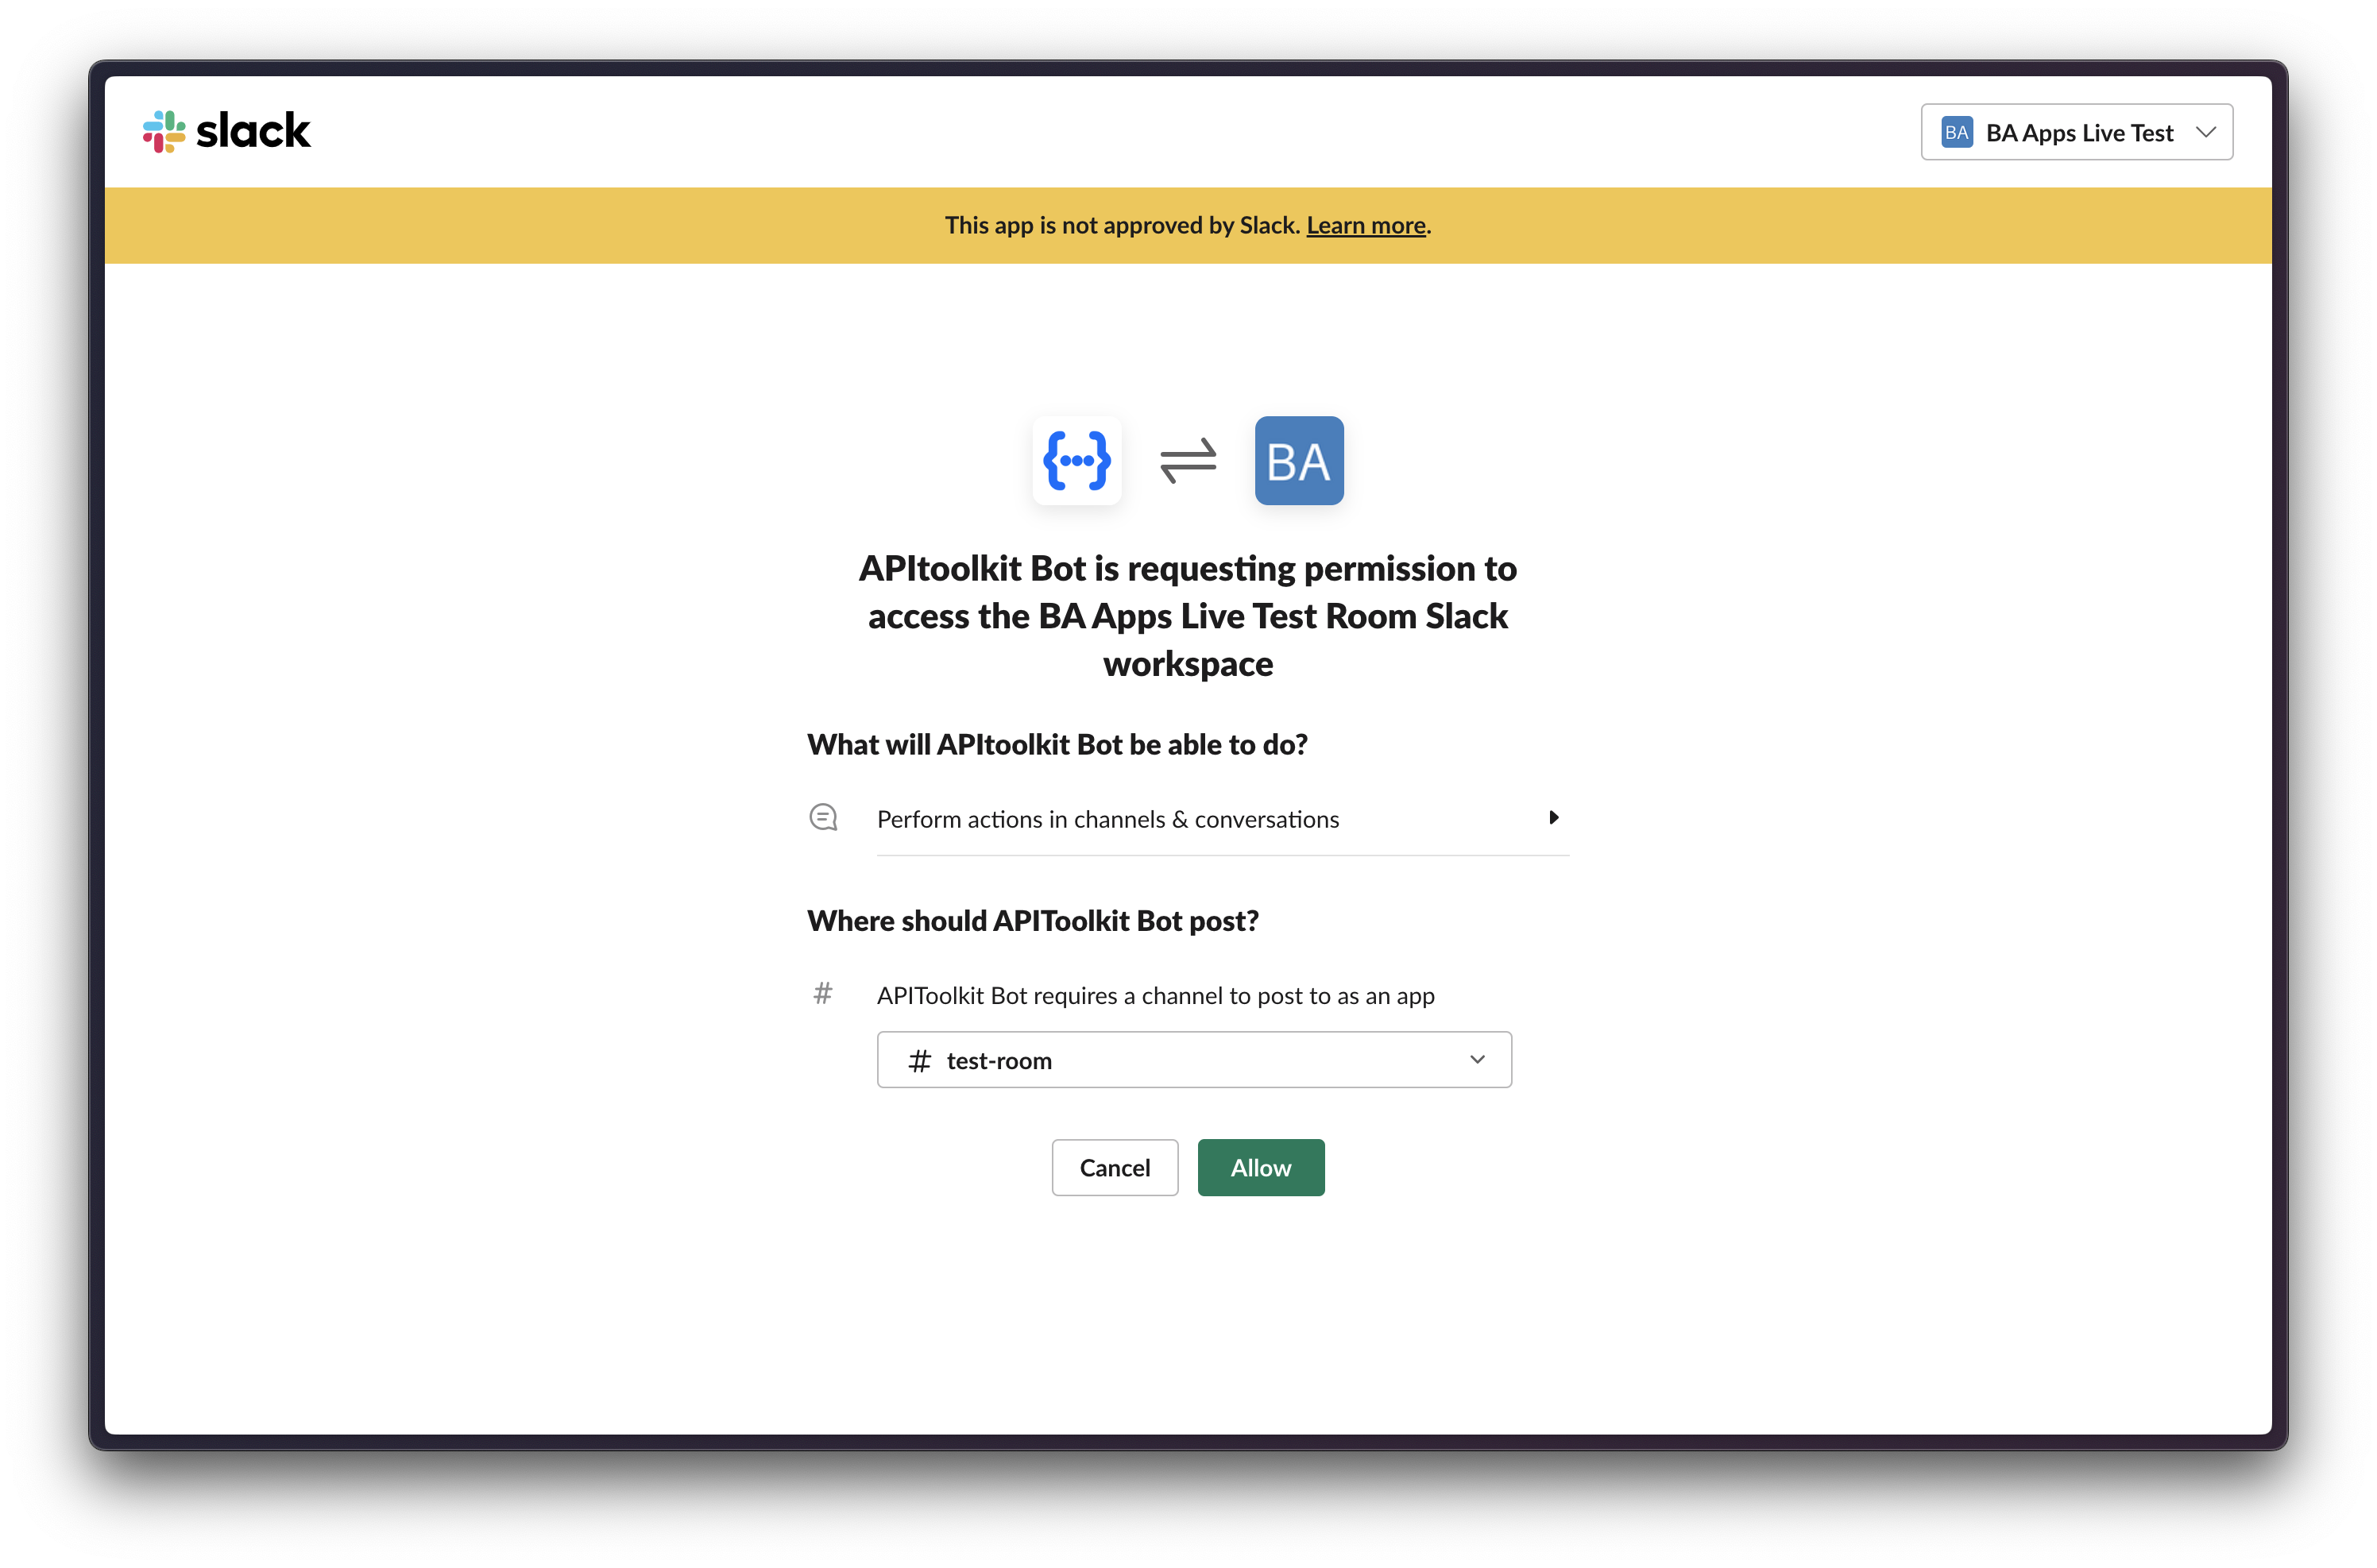 slack
BA BA Apps Live Test
This app is not approved by Slack. Learn more.
BA
APItoolkit Bot is requesting permission to
access the BA Apps Live Test Room Slack
workspace
What will APItoolkit Bot be able to do?
Perform actions in channels & conversations
Where should APIToolkit Bot post?
# APIToolkit Bot requires a channel to post to as an app
# test-room
Cancel Allow